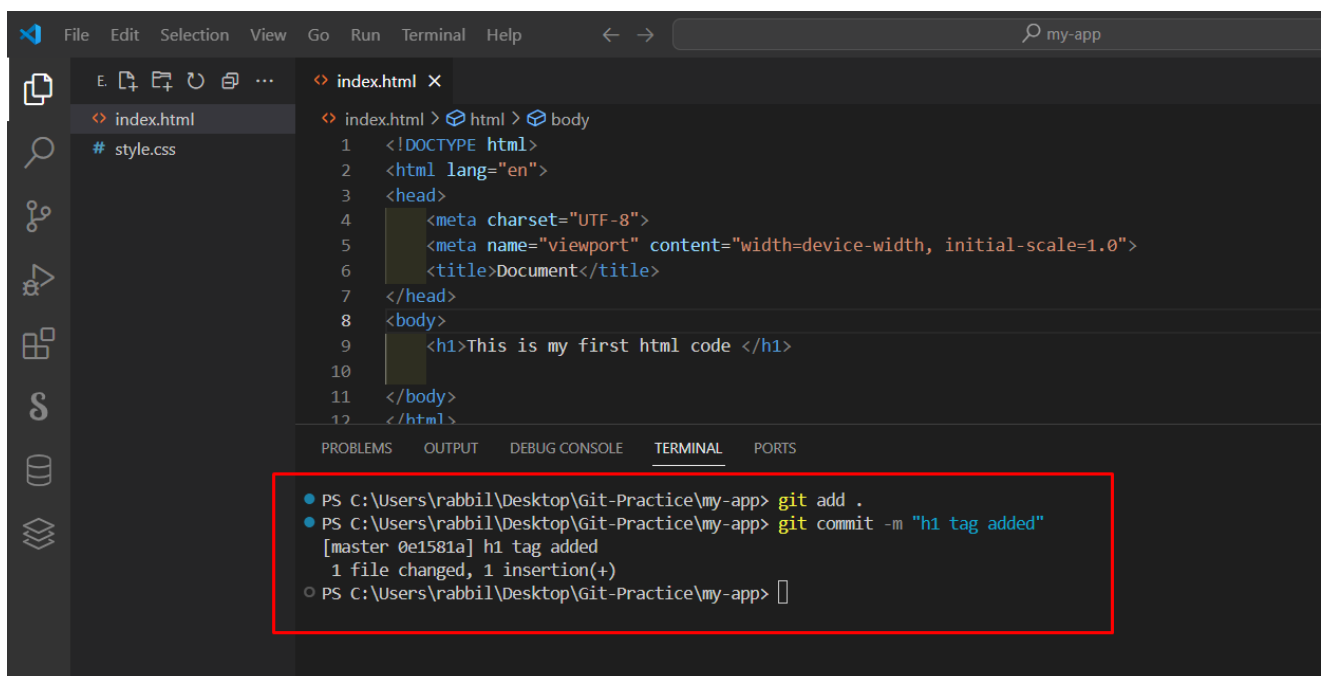 File Edit Selection View Go Run Terminal Help my-app
E.
index.html
index.html
# style.css
index.html > html > body
1 <!DOCTYPE html>
2 <html lang="en">
3 <head>
4 <meta charset="UTF-8">
5 <meta name="viewport" content="width=device-width, initial-scale=1.0">
6 <title>Document</title>
7 </head>
8 <body>
9 <h1>This is my first html code </h1>
10
11 </body>
12 </html>
PROBLEMS OUTPUT DEBUG CONSOLE TERMINAL PORTS
PS C:\Users\rabbil\Desktop\Git-Practice\my-app> git add .
PS C:\Users\rabbil\Desktop\Git-Practice\my-app> git commit -m "h1 tag added"
[master 0e1581a] h1 tag added
1 file changed, 1 insertion(+)
PS C:\Users\rabbil\Desktop\Git-Practice\my-app>